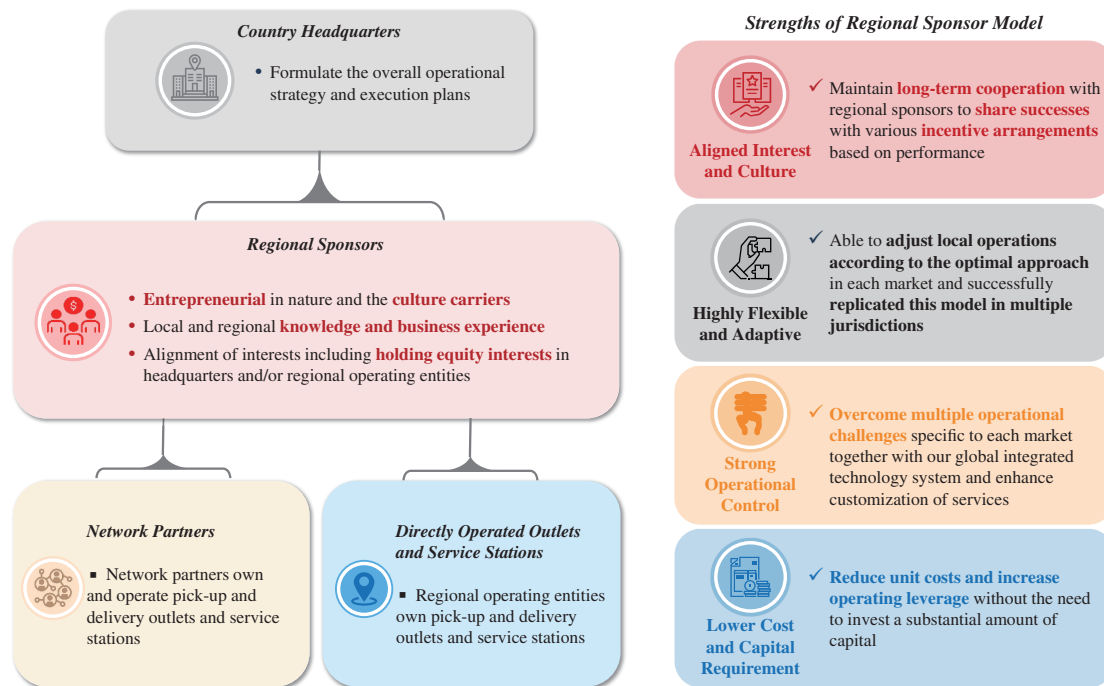 Country Headquarters
• Formulate the overall operational
strategy and execution plans
Regional Sponsors
• Entrepreneurial in nature and the culture carriers
• Local and regional knowledge and business experience
• Alignment of interests including holding equity interests in
headquarters and/or regional operating entities
Network Partners
▪ Network partners own
and operate pick-up and
delivery outlets and service
stations
Directly Operated Outlets
and Service Stations
▪ Regional operating entities
own pick-up and delivery
outlets and service stations
Strengths of Regional Sponsor Model
Aligned Interest
and Culture
✓ Maintain long-term cooperation with
regional sponsors to share successes
with various incentive arrangements
based on performance
Highly Flexible
and Adaptive
✓ Able to adjust local operations
according to the optimal approach
in each market and successfully
replicated this model in multiple
jurisdictions
Strong
Operational
Control
✓ Overcome multiple operational
challenges specific to each market
together with our global integrated
technology system and enhance
customization of services
Lower Cost
and Capital
Requirement
✓ Reduce unit costs and increase
operating leverage without the need
to invest a substantial amount of
capital